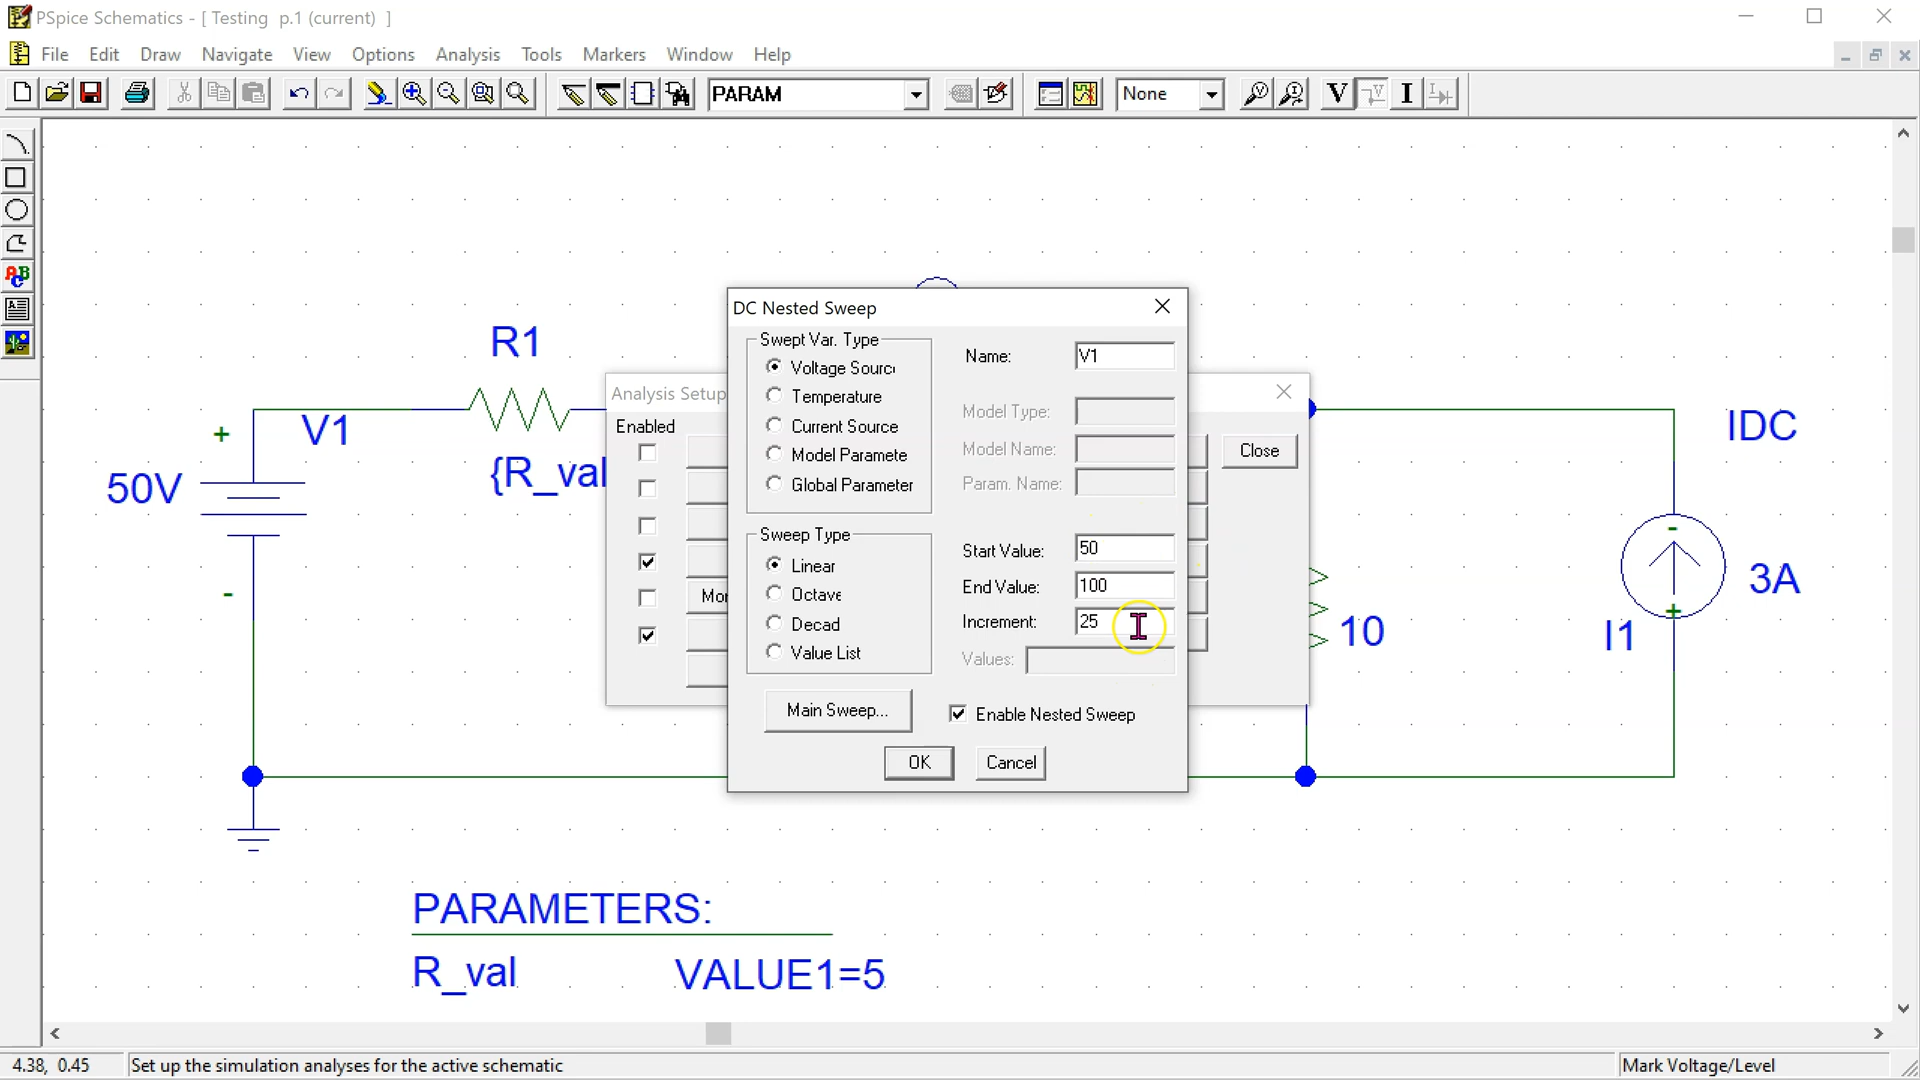 PSpice Schematics - [ Testing p.1 (current) ]
File Edit Draw Navigate View Options Analysis Tools Markers Window Help
PARAM None V V I
ABC
DC Nested Sweep
Swept Var. Type
Voltage Sourc
Temperature
Current Source
Model Paramete
Global Parameter
Name: V1
Model Type:
Model Name:
Param. Name:
Sweep Type
Linear
Octave
Decad
Value List
Start Value: 50
End Value: 100
Increment: 25
Values:
Main Sweep...
Enable Nested Sweep
OK Cancel
Analysis Setup
Enabled
Close
Mor
R1
V1
50V
{R_val
+
-
10
IDC
-
+
3A
I1
PARAMETERS:
R_val VALUE1=5
4.38, 0.45 Set up the simulation analyses for the active schematic Mark Voltage/Level